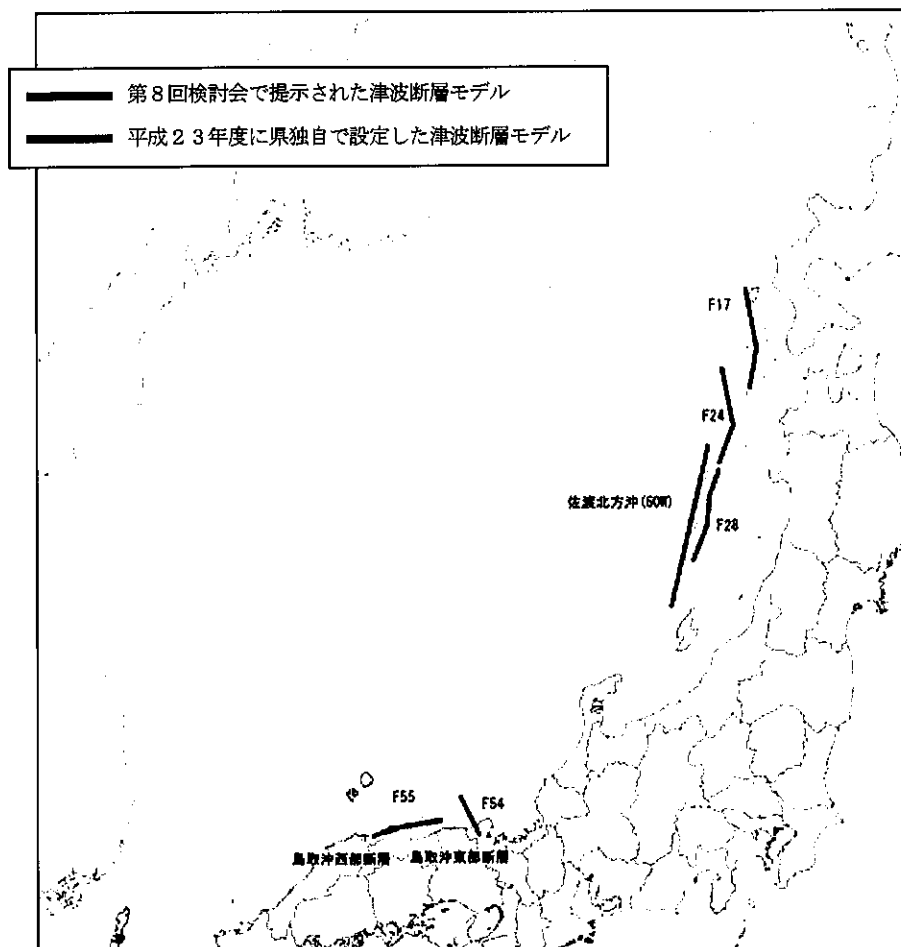 第8回検討会で提示された津波断層モデル
平成23年度に県独自で設定した津波断層モデル
F17
F24
佐渡北方沖(60W)
F28
F55
F54
鳥取沖西部断層~鳥取沖東部断層